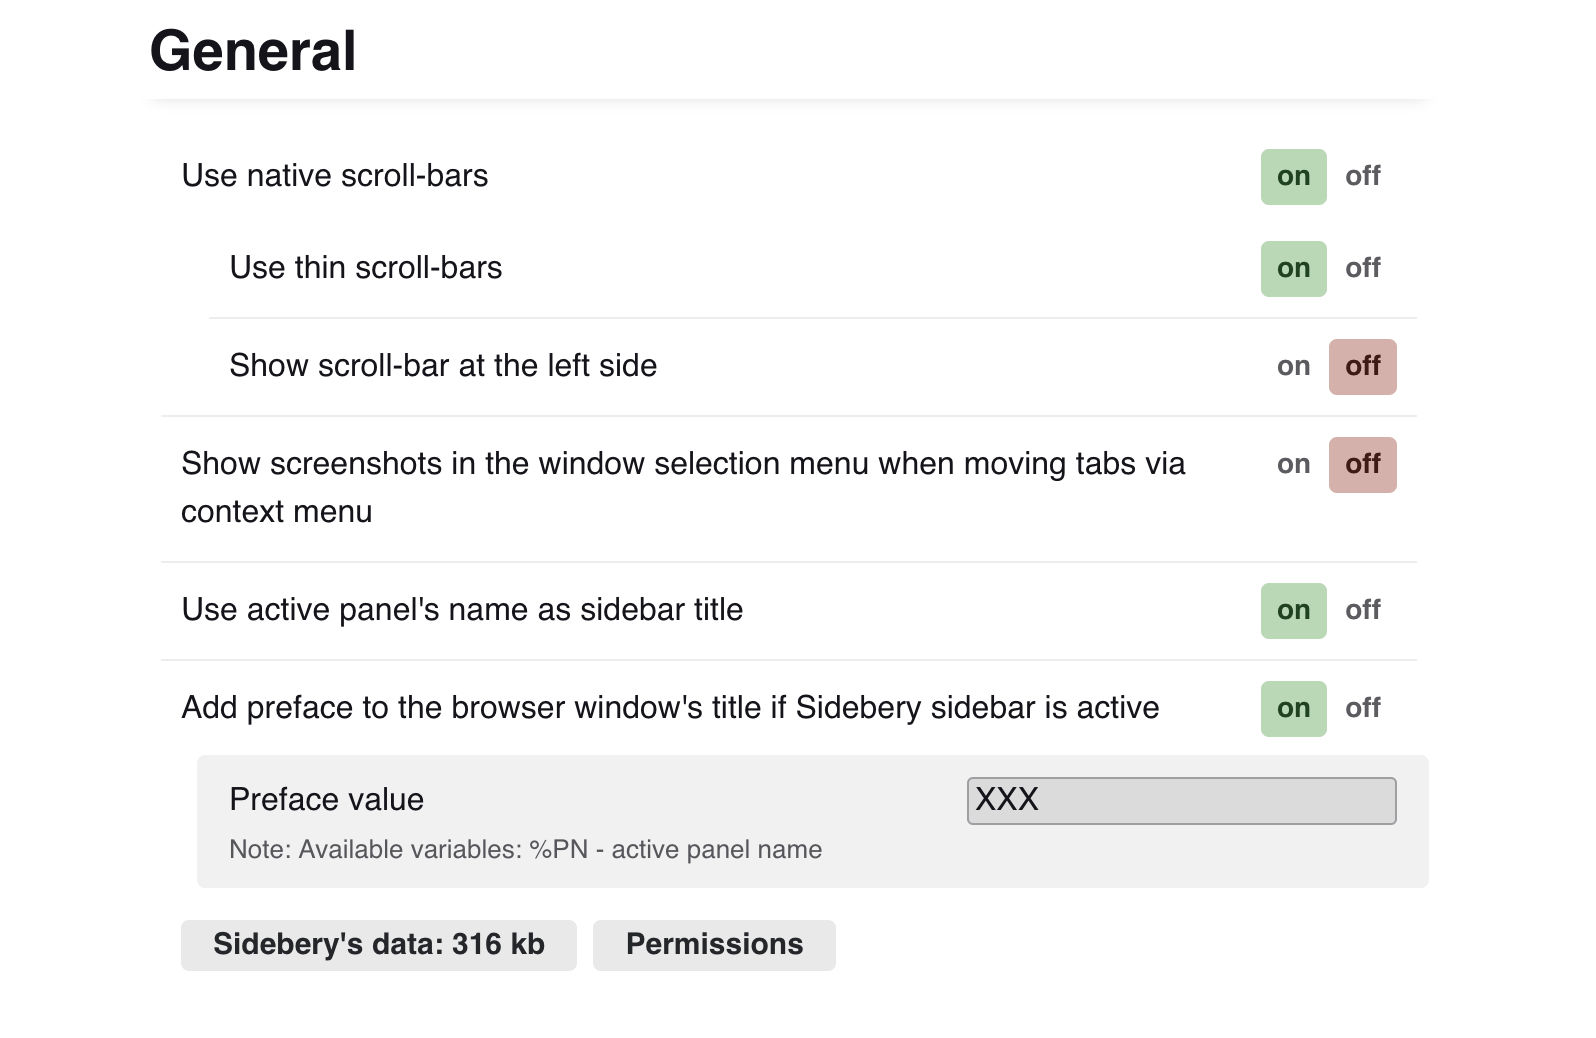 General
Use native scroll-bars on off
Use thin scroll-bars on off
Show scroll-bar at the left side on off
Show screenshots in the window selection menu when moving tabs via on off
context menu
Use active panel's name as sidebar title on off
Add preface to the browser window's title if Sidebery sidebar is active on off
Preface value XXX
Note: Available variables: %PN - active panel name
Sidebery's data: 316 kb Permissions